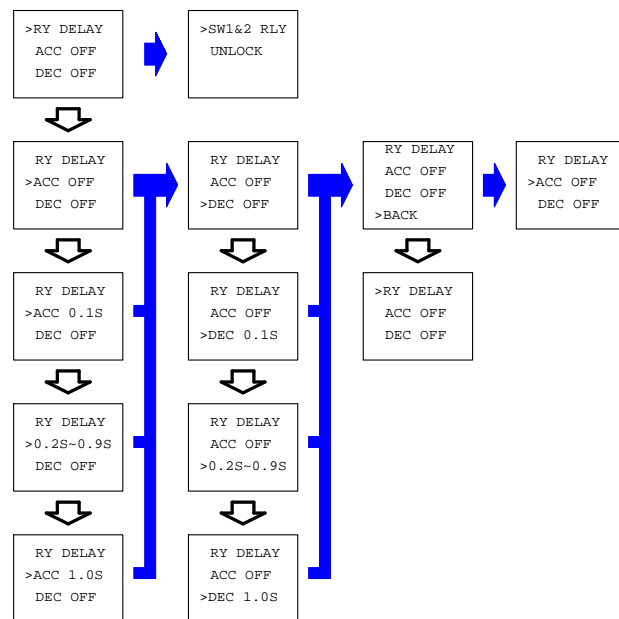 >RY DELAY
ACC OFF
DEC OFF
>SW1&2 RLY
UNLOCK
RY DELAY
>ACC OFF
DEC OFF
RY DELAY
ACC OFF
>DEC OFF
RY DELAY
ACC OFF
DEC OFF
>BACK
RY DELAY
>ACC OFF
DEC OFF
RY DELAY
>ACC 0.1S
DEC OFF
RY DELAY
ACC OFF
>DEC 0.1S
>RY DELAY
ACC OFF
DEC OFF
RY DELAY
>0.2S~0.9S
DEC OFF
RY DELAY
ACC OFF
>0.2S~0.9S
RY DELAY
>ACC 1.0S
DEC OFF
RY DELAY
ACC OFF
>DEC 1.0S